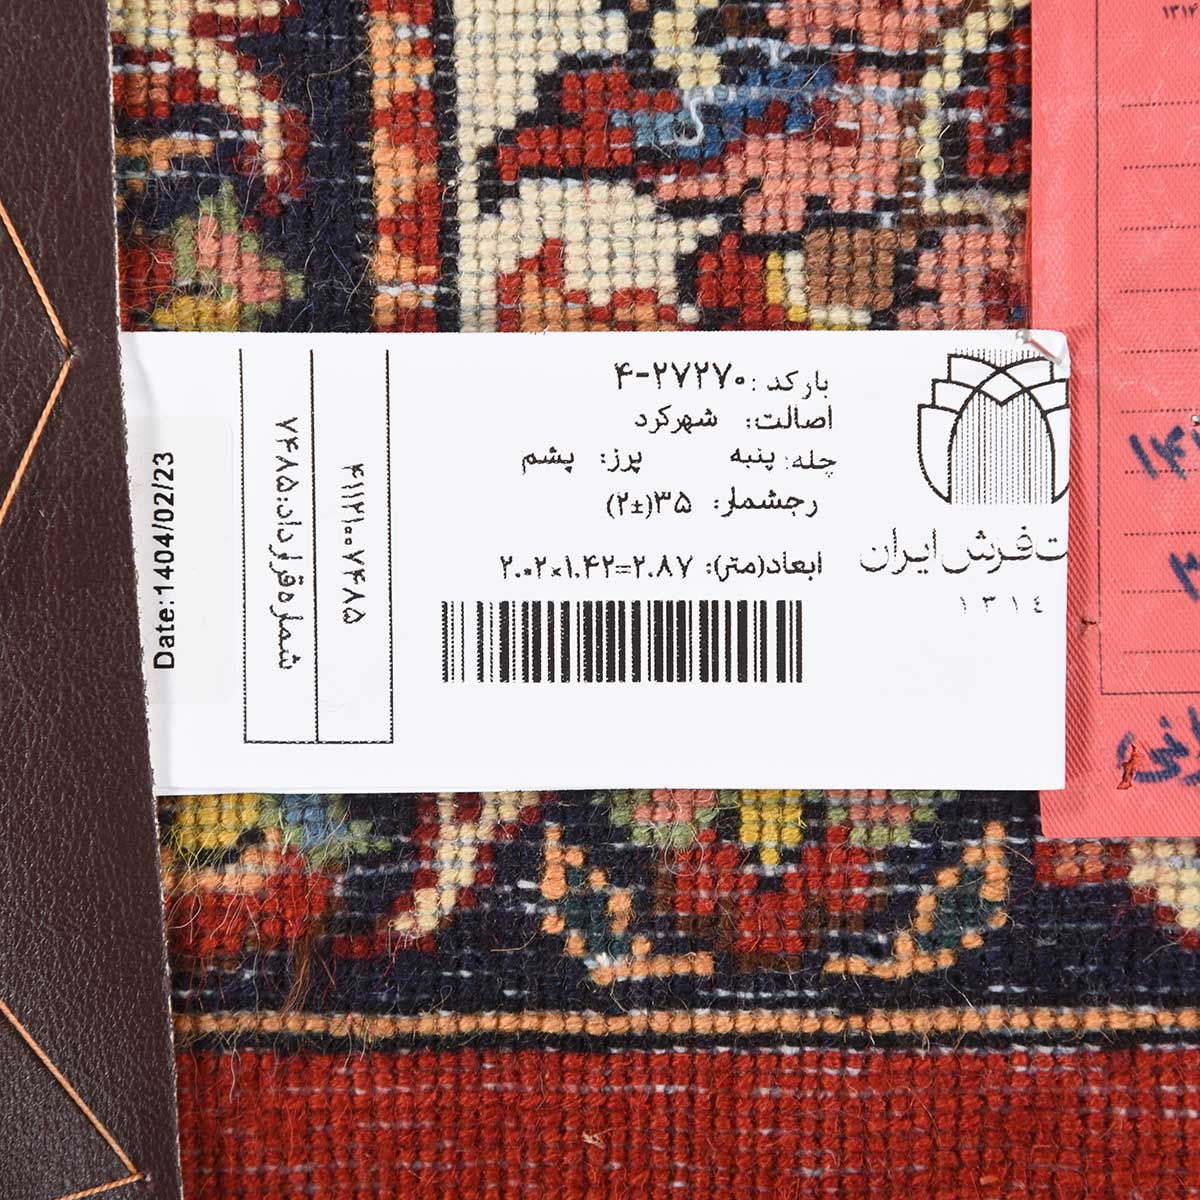 بارکد: ۴-۲۷۲۷۰
اصالت: شهرکرد
چله: پنبه پرز: پشم
رجشمار: ۳۵(±۲)
ابعاد(متر): ۲.۰۲×۱.۴۲=۲.۸۷
ت فرش ایران
۱۳۱۴
۴۱۱۲۱۰۰۷۴۸۵
شماره قرارداد: ۷۴۸۵
Date:1404/02/23
۱۳۱۴